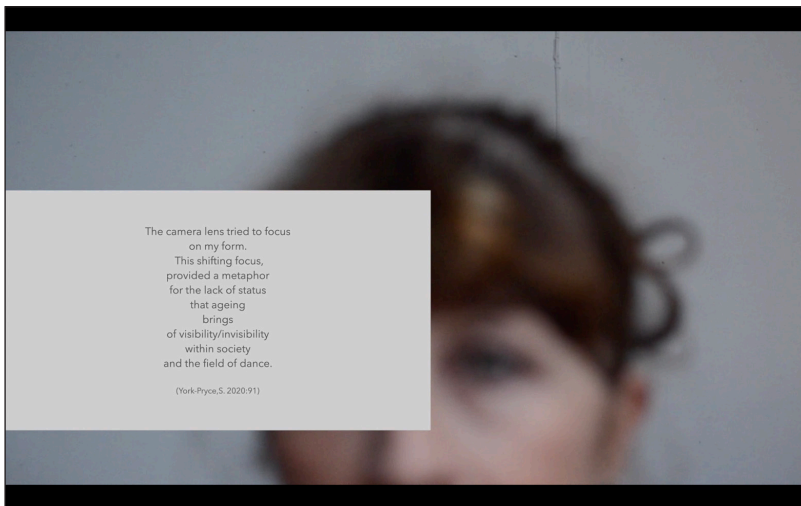 The camera lens tried to focus
on my form.
This shifting focus,
provided a metaphor
for the lack of status
that ageing
brings
of visibility/invisibility
within society
and the field of dance.
(York-Pryce,S. 2020:91)